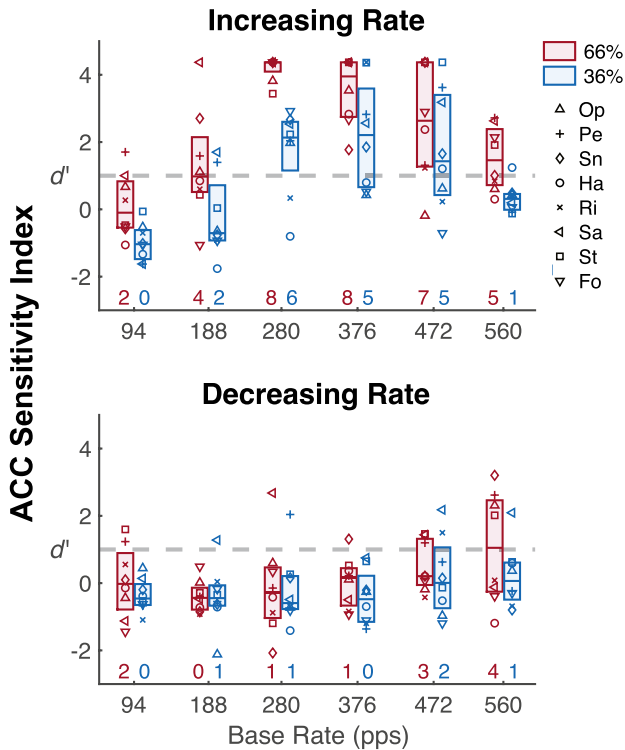 Increasing Rate
66%
36%
Op
Pe
Sn
Ha
Ri
Sa
St
Fo
4
2
d'
0
-2
2 0 4 2 8 6 8 5 7 5 5 1
94 188 280 376 472 560
ACC Sensitivity Index
Decreasing Rate
4
2
d'
0
-2
2 0 0 1 1 1 1 0 3 2 4 1
94 188 280 376 472 560
Base Rate (pps)